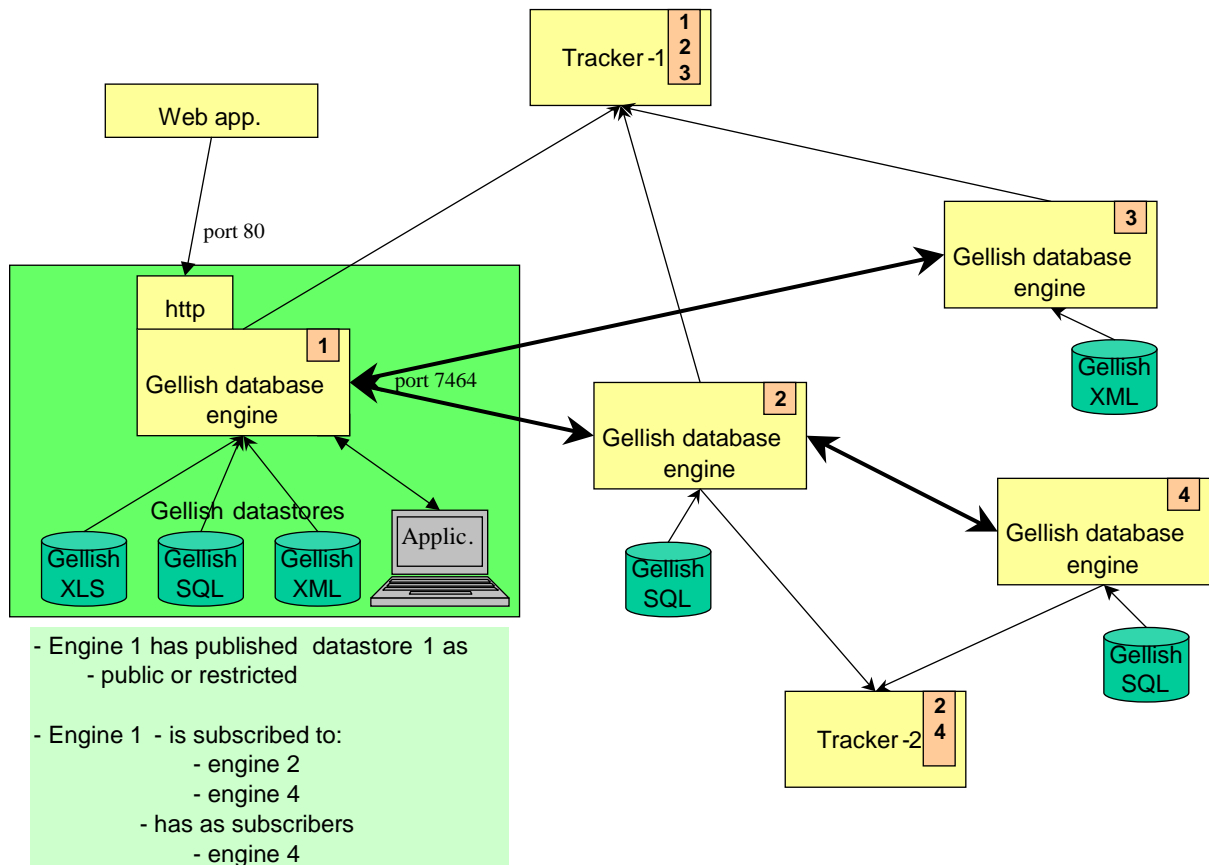 1
2
3
Tracker -1
Web app.
port 80
3
Gellish database
engine
http
1
Gellish database
engine
port 7464
Gellish
XML
2
Gellish database
engine
4
Gellish database
engine
Gellish datastores
Gellish
XLS
Gellish
SQL
Gellish
XML
Applic.
Gellish
SQL
Gellish
SQL
- Engine 1 has published datastore 1 as
- public or restricted
- Engine 1 - is subscribed to:
- engine 2
- engine 4
- has as subscribers
- engine 4
2
4
Tracker -2